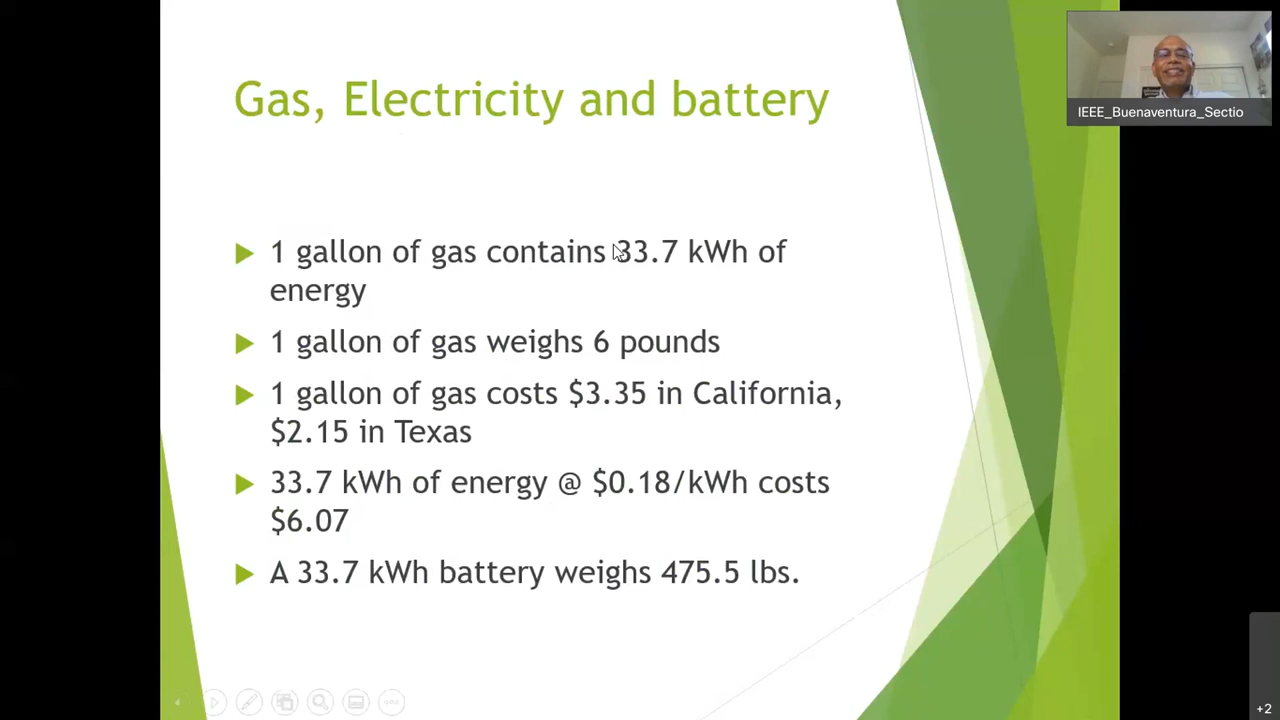 Gas, Electricity and battery
IEEE_Buenaventura_Sectio
1 gallon of gas contains 33.7 kWh of
energy
1 gallon of gas weighs 6 pounds
1 gallon of gas costs $3.35 in California,
$2.15 in Texas
33.7 kWh of energy @ $0.18/kWh costs
$6.07
A 33.7 kWh battery weighs 475.5 lbs.
+2